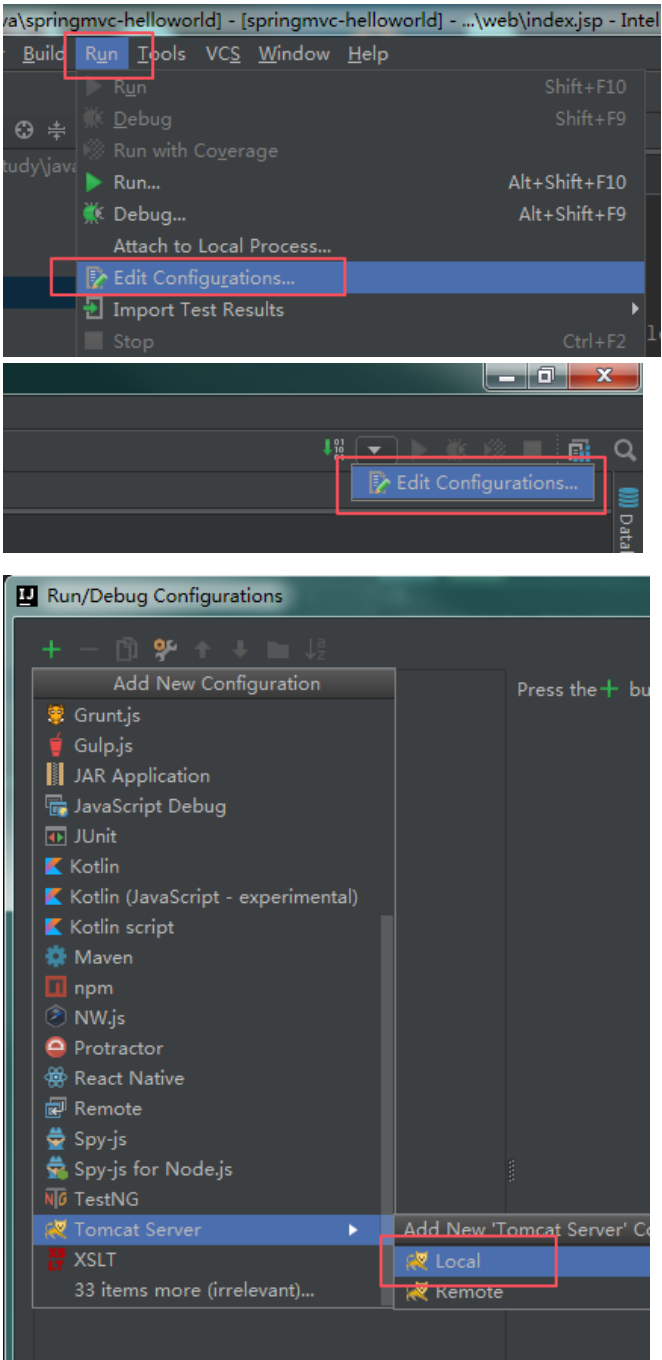 va\springmvc-helloworld] - [springmvc-helloworld] - ...\web\index.jsp - Intel
Build Run Tools VCS Window Help
Run Shift+F10
Debug Shift+F9
Run with Coverage
tudy\java
Run... Alt+Shift+F10
Debug... Alt+Shift+F9
Attach to Local Process...
Edit Configurations...
Import Test Results
Stop Ctrl+F2
Edit Configurations...
Data
Run/Debug Configurations
Add New Configuration
Press the + bu
Grunt.js
Gulp.js
JAR Application
JavaScript Debug
JUnit
Kotlin
Kotlin (JavaScript - experimental)
Kotlin script
Maven
npm
NW.js
Protractor
React Native
Remote
Spy-js
Spy-js for Node.js
TestNG
Tomcat Server
Add New 'Tomcat Server' Co
XSLT
Local
33 items more (irrelevant)...
Remote